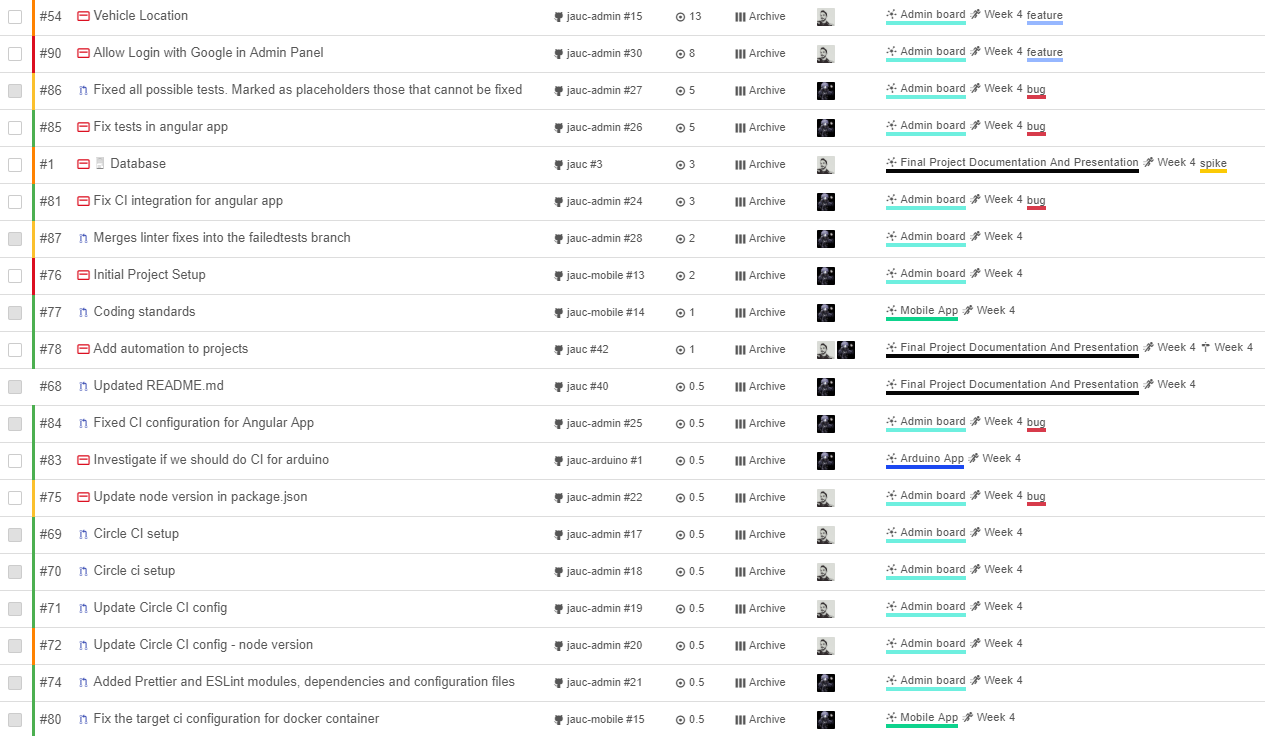 #54 Vehicle Location jauc-admin #15 13 Archive Admin board Week 4 feature
#90 Allow Login with Google in Admin Panel jauc-admin #30 8 Archive Admin board Week 4 feature
#86 Fixed all possible tests. Marked as placeholders those that cannot be fixed jauc-admin #27 5 Archive Admin board Week 4 bug
#85 Fix tests in angular app jauc-admin #26 5 Archive Admin board Week 4 bug
#1 Database jauc #3 3 Archive Final Project Documentation And Presentation Week 4 spike
#81 Fix CI integration for angular app jauc-admin #24 3 Archive Admin board Week 4 bug
#87 Merges linter fixes into the failedtests branch jauc-admin #28 2 Archive Admin board Week 4
#76 Initial Project Setup jauc-mobile #13 2 Archive Admin board Week 4
#77 Coding standards jauc-mobile #14 1 Archive Mobile App Week 4
#78 Add automation to projects jauc #42 1 Archive Final Project Documentation And Presentation Week 4 Week 4
#68 Updated README.md jauc #40 0.5 Archive Final Project Documentation And Presentation Week 4
#84 Fixed CI configuration for Angular App jauc-admin #25 0.5 Archive Admin board Week 4 bug
#83 Investigate if we should do CI for arduino jauc-arduino #1 0.5 Archive Arduino App Week 4
#75 Update node version in package.json jauc-admin #22 0.5 Archive Admin board Week 4 bug
#69 Circle CI setup jauc-admin #17 0.5 Archive Admin board Week 4
#70 Circle ci setup jauc-admin #18 0.5 Archive Admin board Week 4
#71 Update Circle CI config jauc-admin #19 0.5 Archive Admin board Week 4
#72 Update Circle CI config - node version jauc-admin #20 0.5 Archive Admin board Week 4
#74 Added Prettier and ESLint modules, dependencies and configuration files jauc-admin #21 0.5 Archive Admin board Week 4
#80 Fix the target ci configuration for docker container jauc-mobile #15 0.5 Archive Mobile App Week 4